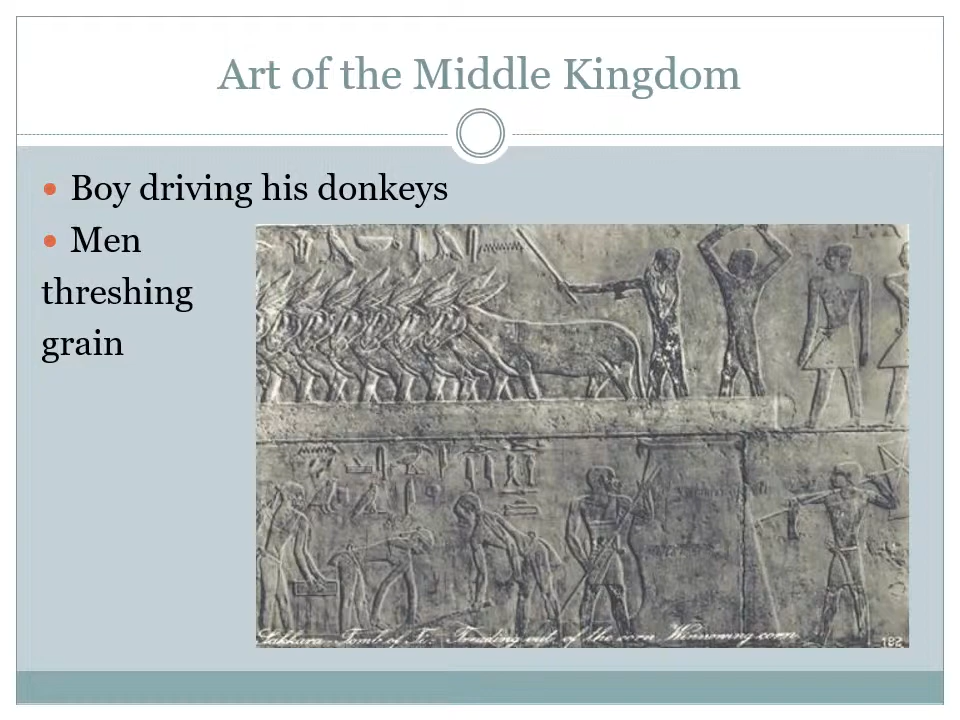 Art of the Middle Kingdom
Boy driving his donkeys
Men
threshing
grain
Sakkara - Tomb of Ti: Treading out of the corn Winnowing corn
182